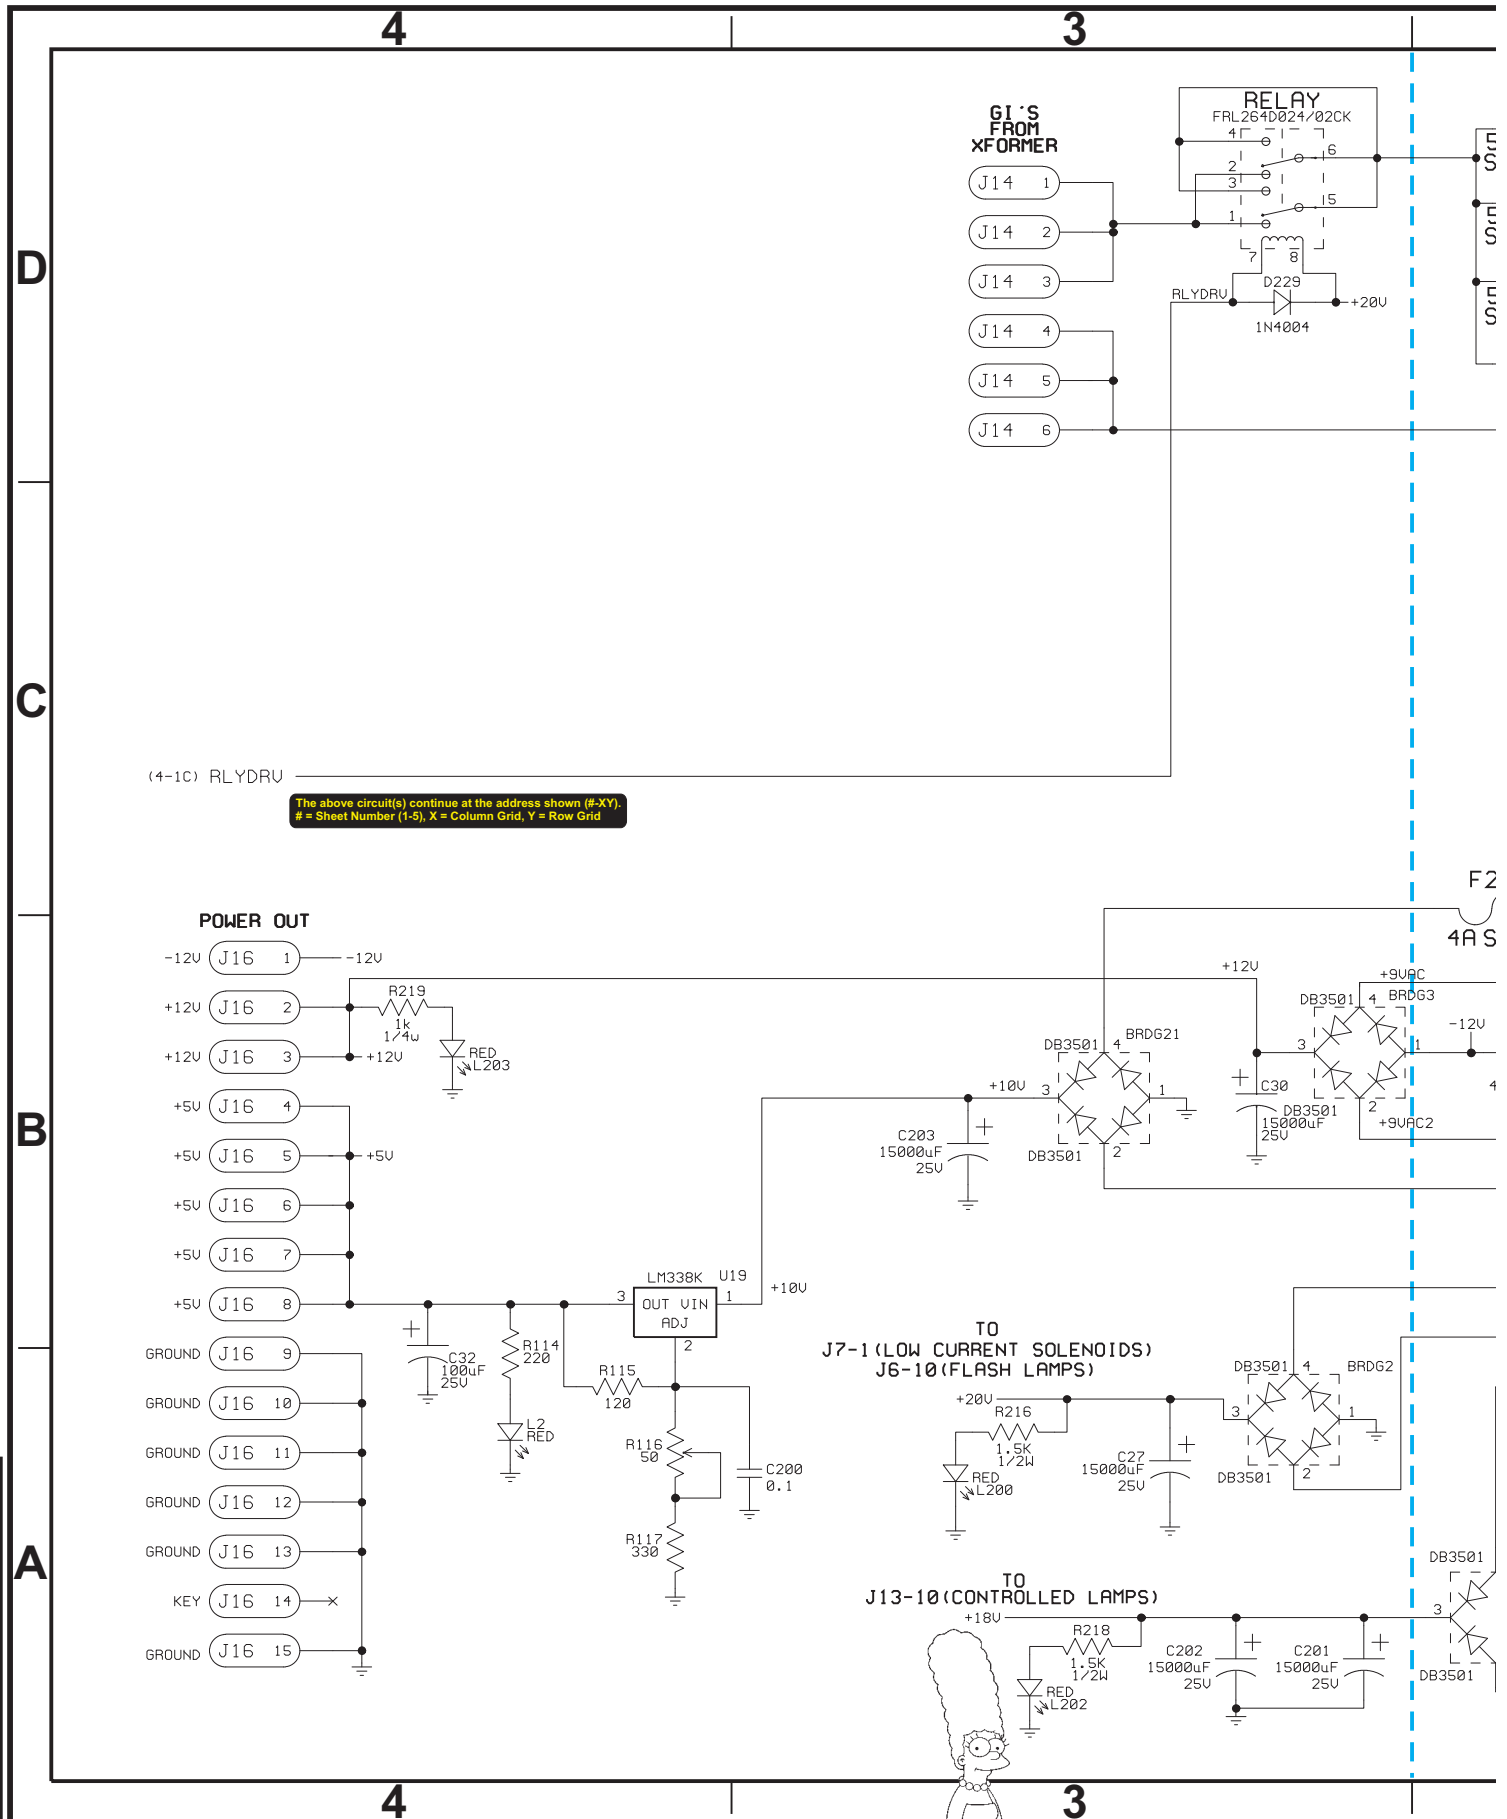 4
3
D
C
B
A
GI'S
FROM
XFORMER
J14 1
J14 2
J14 3
J14 4
J14 5
J14 6
RELAY
FRL264D024/02CK
4
6
2
3
5
1
7 8
RLYDRV
D229
+20V
1N4004
(4-1C) RLYDRV
The above circuit(s) continue at the address shown (#-XY).
# = Sheet Number (1-5), X = Column Grid, Y = Row Grid
4A
POWER OUT
-12V J16 1 -12V
+12V J16 2
+12V J16 3 +12V
+5V J16 4
+5V J16 5 +5V
+5V J16 6
+5V J16 7
+5V J16 8
GROUND J16 9
GROUND J16 10
GROUND J16 11
GROUND J16 12
GROUND J16 13
KEY J16 14
GROUND J16 15
R219
1k
1/4w
RED
L203
C32
100uF
25V
R114
220
L2
RED
R115
120
LM338K U19
3 OUT VIN 1
ADJ
2
+10V
R116
50
C200
0.1
R117
330
+10V
C203
15000uF
25V
DB3501 4 BRDG21
3
1
DB3501 2
+12V
C30
15000uF
25V
+9VAC
DB3501 4 BRDG3
3
1
DB3501
2
+9VAC2
-12V
TO
J7-1(LOW CURRENT SOLENOIDS)
J6-10(FLASH LAMPS)
+20V
R216
1.5K
1/2W
RED
L200
C27
15000uF
25V
DB3501 4 BRDG2
3
1
DB3501 2
TO
J13-10(CONTROLLED LAMPS)
+18V
R218
1.5K
1/2W
RED
L202
C202
15000uF
25V
C201
15000uF
25V
DB3501
3
DB3501
4
3